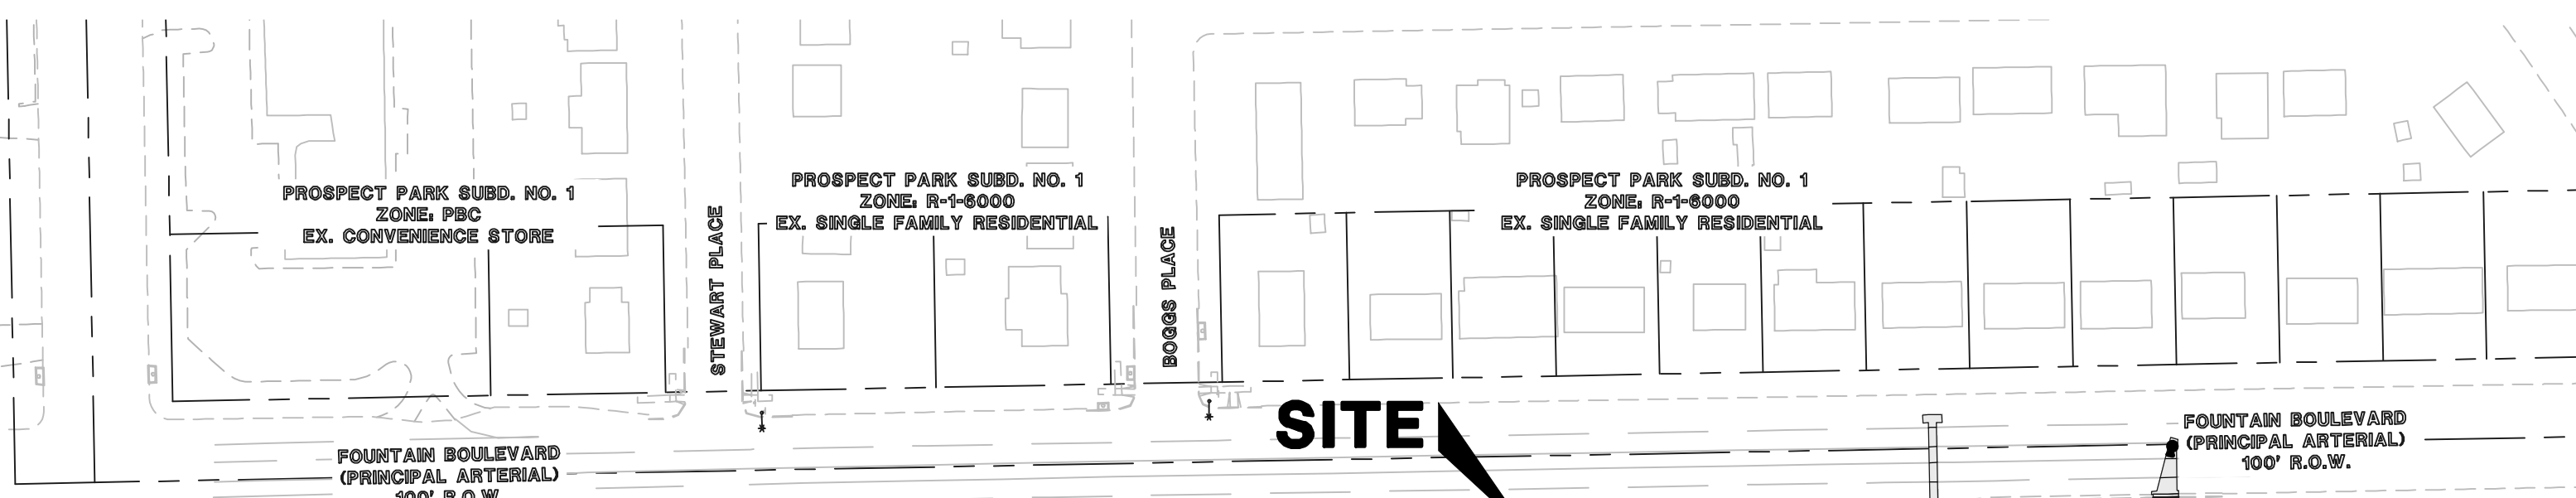 PROSPECT PARK SUBD. NO. 1
ZONE: PBC
EX. CONVENIENCE STORE
STEWART PLACE
PROSPECT PARK SUBD. NO. 1
ZONE: R-1-6000
EX. SINGLE FAMILY RESIDENTIAL
BOGGS PLACE
PROSPECT PARK SUBD. NO. 1
ZONE: R-1-6000
EX. SINGLE FAMILY RESIDENTIAL
SITE
FOUNTAIN BOULEVARD
(PRINCIPAL ARTERIAL)
100' R.O.W.
FOUNTAIN BOULEVARD
(PRINCIPAL ARTERIAL)
100' R.O.W.